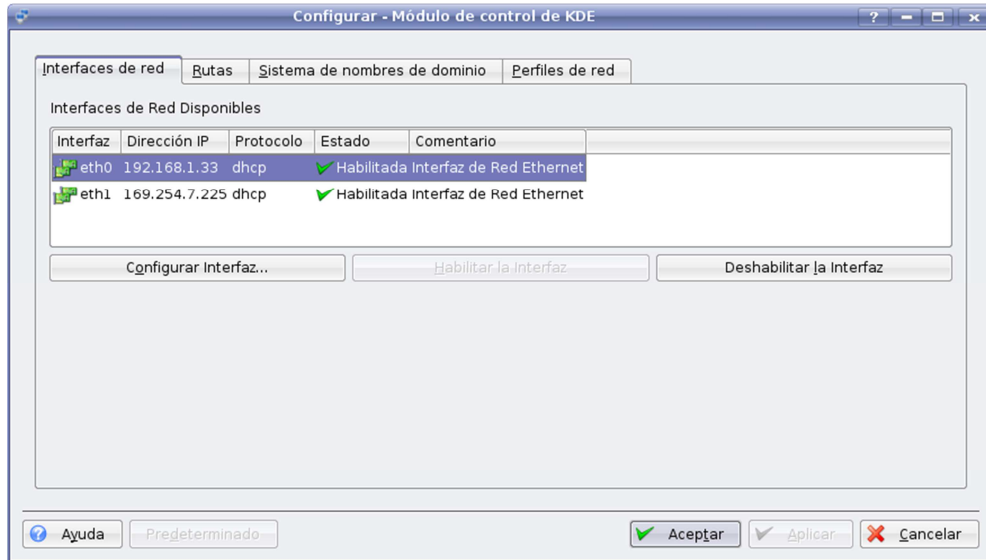 Configurar - Módulo de control de KDE
Interfaces de red Rutas Sistema de nombres de dominio Perfiles de red
Interfaces de Red Disponibles
Interfaz Dirección IP Protocolo Estado Comentario
eth0 192.168.1.33 dhcp Habilitada Interfaz de Red Ethernet
eth1 169.254.7.225 dhcp Habilitada Interfaz de Red Ethernet
Configurar Interfaz... Habilitar la Interfaz Deshabilitar la Interfaz
Ayuda Predeterminado Aceptar Aplicar Cancelar